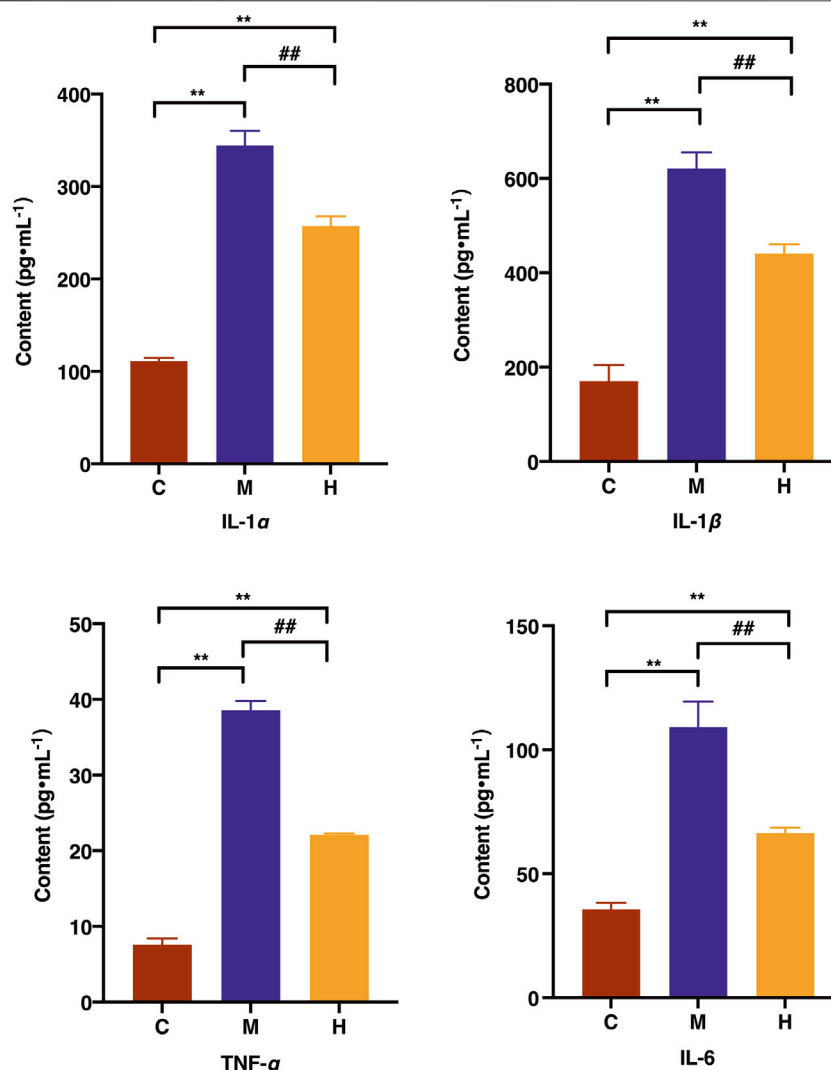 **
##
**
400
300
200
100
0
Content (pg•mL⁻¹)
C M H
IL-1α
**
##
**
800
600
400
200
0
Content (pg•mL⁻¹)
C M H
IL-1β
**
##
**
50
40
30
20
10
0
Content (pg•mL⁻¹)
C M H
TNF-α
**
##
**
150
100
50
0
Content (pg•mL⁻¹)
C M H
IL-6